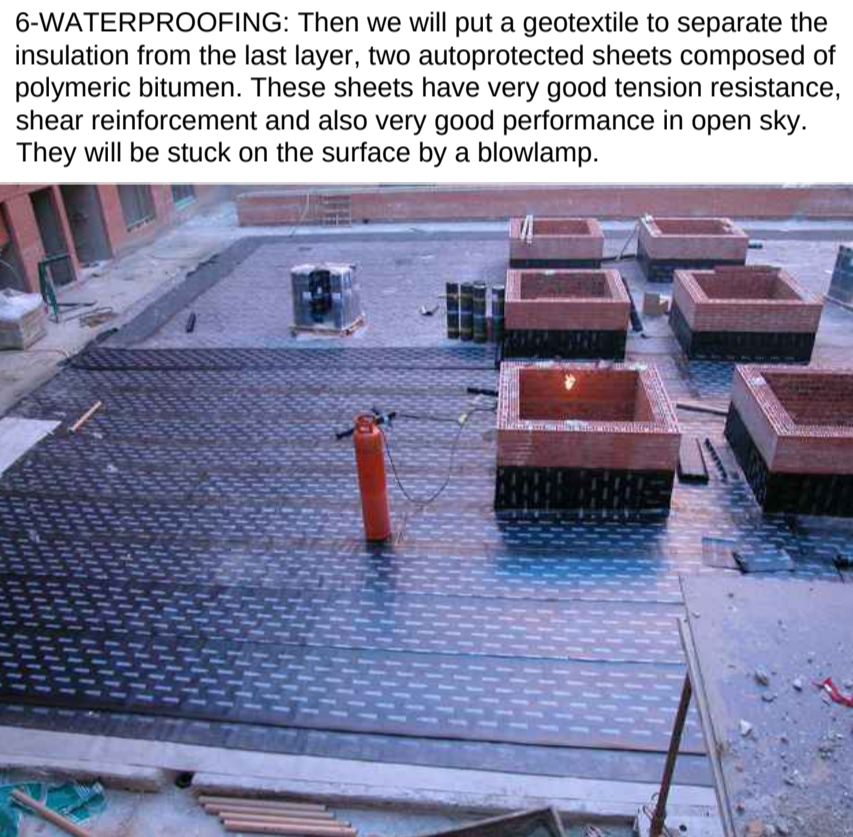 6-WATERPROOFING: Then we will put a geotextile to separate the
insulation from the last layer, two autoprotected sheets composed of
polymeric bitumen. These sheets have very good tension resistance,
shear reinforcement and also very good performance in open sky.
They will be stuck on the surface by a blowlamp.